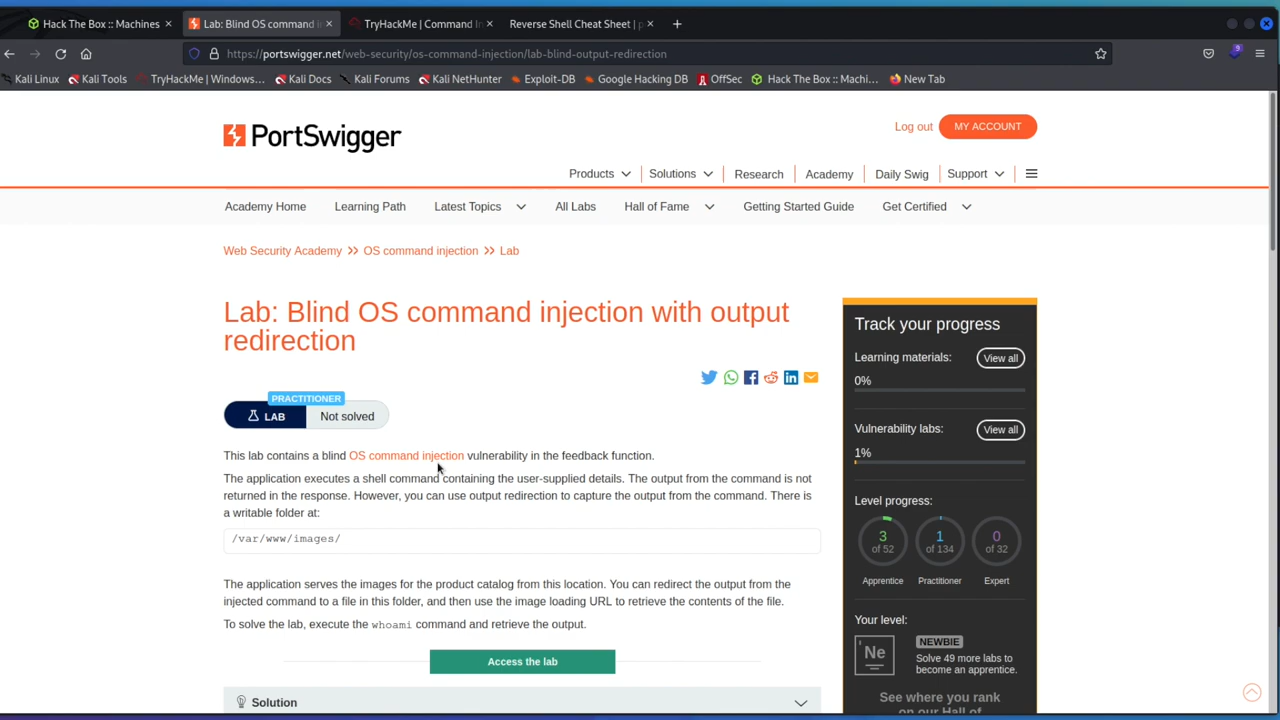 Hack The Box :: Machines ×
Lab: Blind OS command i ×
TryHackMe | Command In ×
Reverse Shell Cheat Sheet | p ×
+
https://portswigger.net/web-security/os-command-injection/lab-blind-output-redirection
9
Kali Linux
Kali Tools
TryHackMe | Windows...
Kali Docs
Kali Forums
Kali NetHunter
Exploit-DB
Google Hacking DB
OffSec
Hack The Box :: Machi...
New Tab
PortSwigger
Log out
MY ACCOUNT
Products
Solutions
Research
Academy
Daily Swig
Support
Academy Home
Learning Path
Latest Topics
All Labs
Hall of Fame
Getting Started Guide
Get Certified
Web Security Academy >> OS command injection >> Lab
Lab: Blind OS command injection with output
redirection
PRACTITIONER
LAB
Not solved
This lab contains a blind OS command injection vulnerability in the feedback function.
The application executes a shell command containing the user-supplied details. The output from the command is not
returned in the response. However, you can use output redirection to capture the output from the command. There is
a writable folder at:
/var/www/images/
The application serves the images for the product catalog from this location. You can redirect the output from the
injected command to a file in this folder, and then use the image loading URL to retrieve the contents of the file.
To solve the lab, execute the whoami command and retrieve the output.
Access the lab
Solution
Track your progress
Learning materials:
View all
0%
Vulnerability labs:
View all
1%
Level progress:
3
of 52
1
of 134
0
of 32
Apprentice
Practitioner
Expert
Your level:
Ne
NEWBIE
Solve 49 more labs to
become an apprentice.
See where you rank
on our Hall of